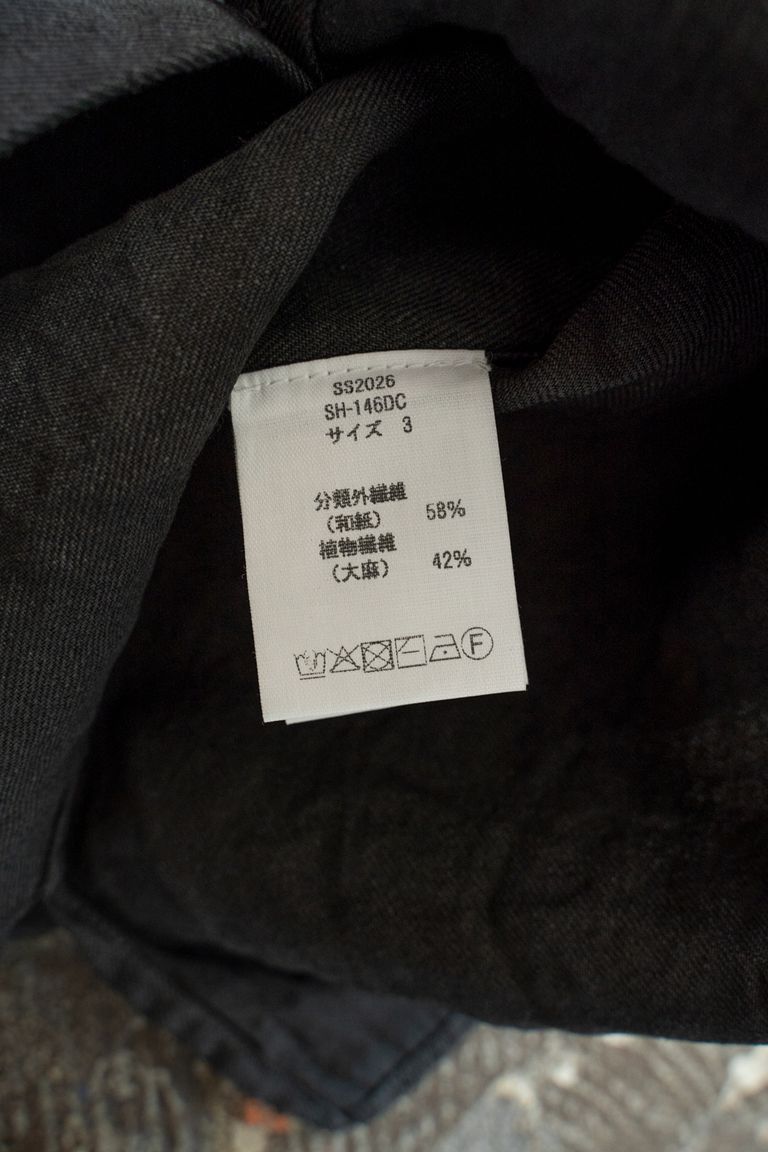 SS2026
SH-146DC
サイズ 3
分類外繊維
(和紙) 58%
植物繊維
(大麻) 42%
F